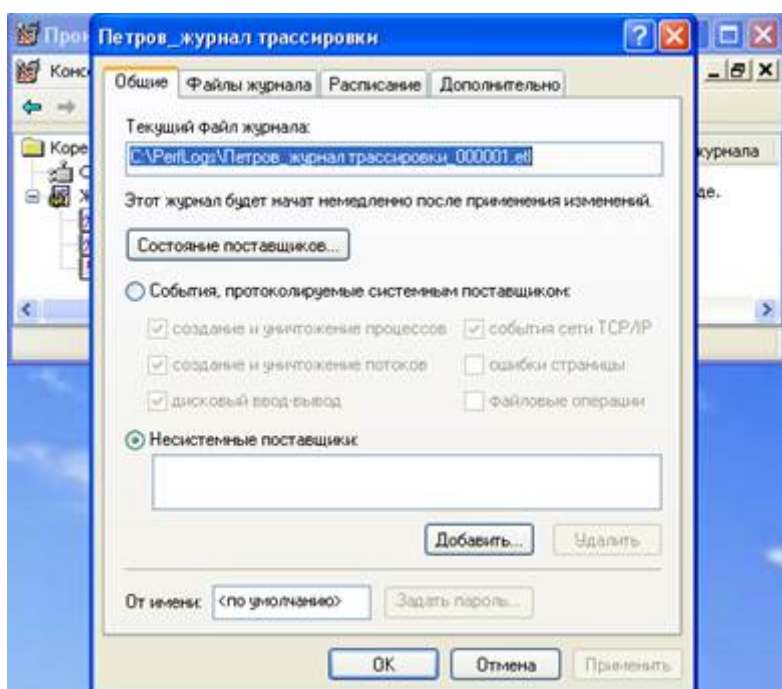 Петров_журнал трассировки
Общие Файлы журнала Расписание Дополнительно
Текущий файл журнала:
C:\PerfLogs\Петров_журнал трассировки_000001.etl
Этот журнал будет начат немедленно после применения изменений.
Состояние поставщиков...
События, протоколируемые системным поставщиком:
создание и уничтожение процессов события сети TCP/IP
создание и уничтожение потоков ошибки страницы
дисковый ввод-вывод файловые операции
Несистемные поставщики:
Добавить... Удалить
От имени: <по умолчанию> Задать пароль...
ОК Отмена Применить